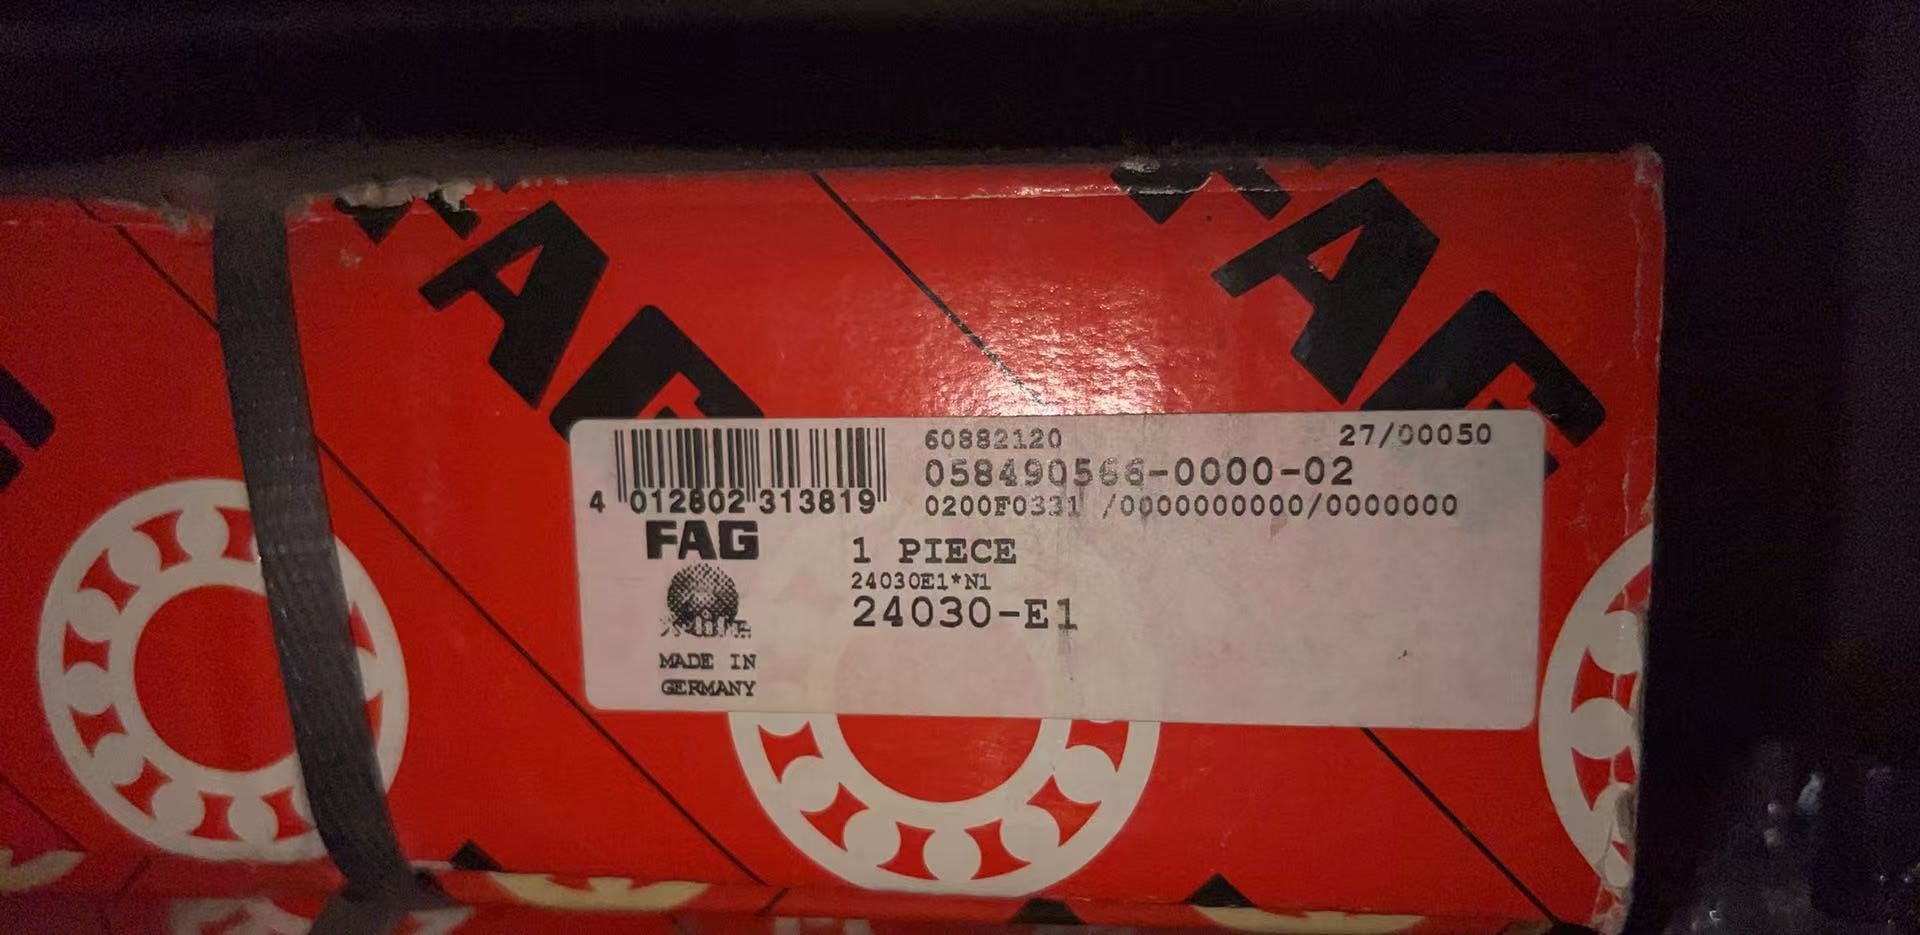 FAG
FAG
60882120 27/00050
058490566-0000-02
4 012802 313819
0200F0331 /0000000000/0000000
FAG
1 PIECE
24030E1*N1
24030-E1
MADE IN
GERMANY